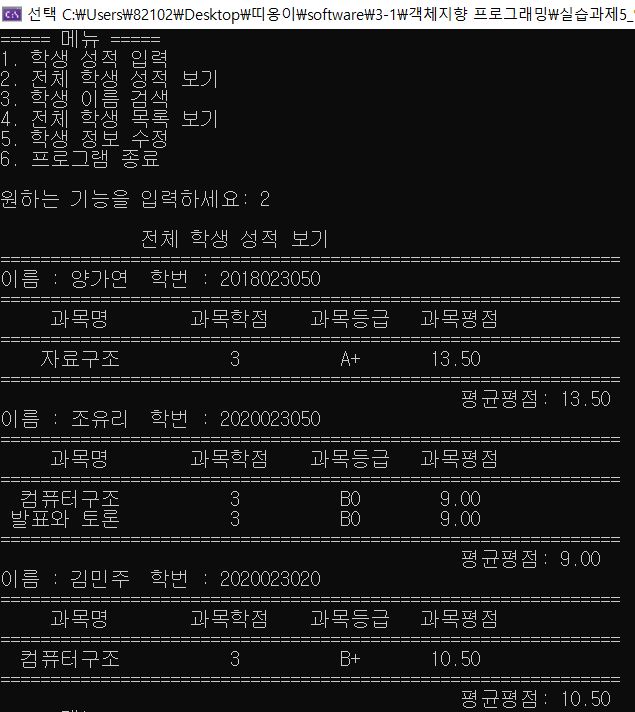 선택 C:₩Users₩82102₩Desktop₩띠옹이₩software₩3-1₩객체지향 프로그래밍₩실습과제5_
===== 메뉴 =====
1. 학생 성적 입력
2. 전체 학생 성적 보기
3. 학생 이름 검색
4. 전체 학생 목록 보기
5. 학생 정보 수정
6. 프로그램 종료
원하는 기능을 입력하세요: 2
전체 학생 성적 보기
==============================================================
이름 : 양가연  학번 : 2018023050
==============================================================
과목명 과목학점 과목등급 과목평점
==============================================================
자료구조 3 A+ 13.50
==============================================================
평균평점: 13.50
이름 : 조유리  학번 : 2020023050
==============================================================
과목명 과목학점 과목등급 과목평점
==============================================================
컴퓨터구조 3 B0 9.00
발표와 토론 3 B0 9.00
==============================================================
평균평점: 9.00
이름 : 김민주  학번 : 2020023020
==============================================================
과목명 과목학점 과목등급 과목평점
==============================================================
컴퓨터구조 3 B+ 10.50
==============================================================
평균평점: 10.50